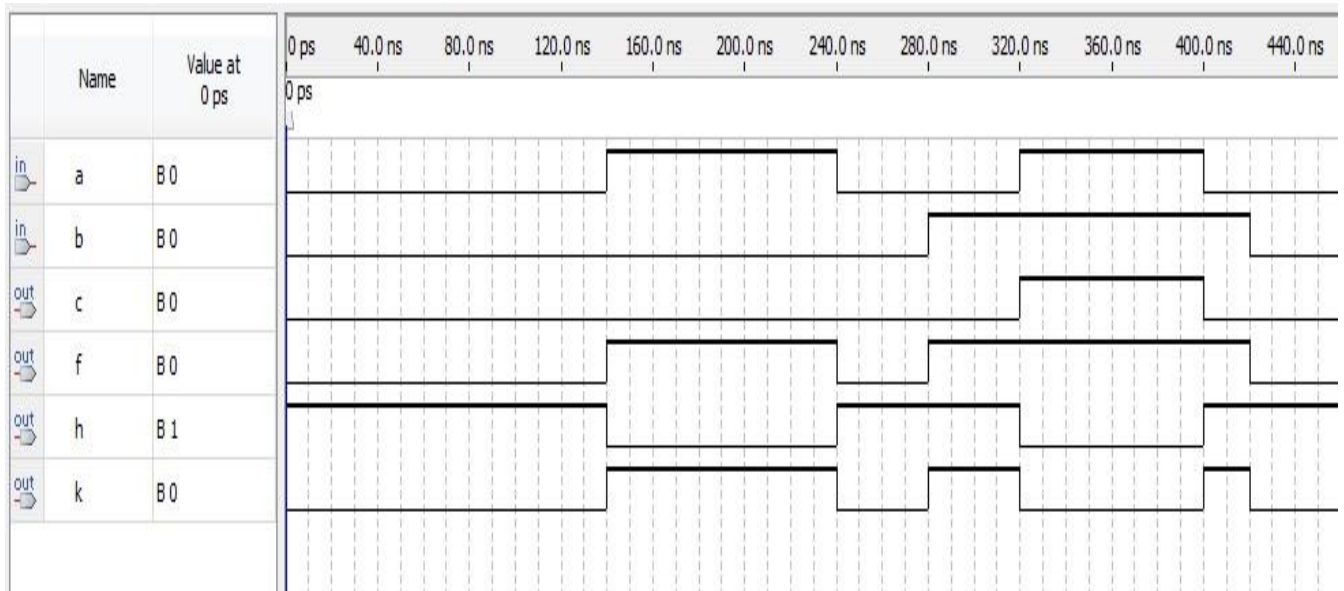 Name
Value at
0 ps
0 ps 40.0 ns 80.0 ns 120.0 ns 160.0 ns 200.0 ns 240.0 ns 280.0 ns 320.0 ns 360.0 ns 400.0 ns 440.0 ns
0 ps
in a B 0
in b B 0
out c B 0
out f B 0
out h B 1
out k B 0